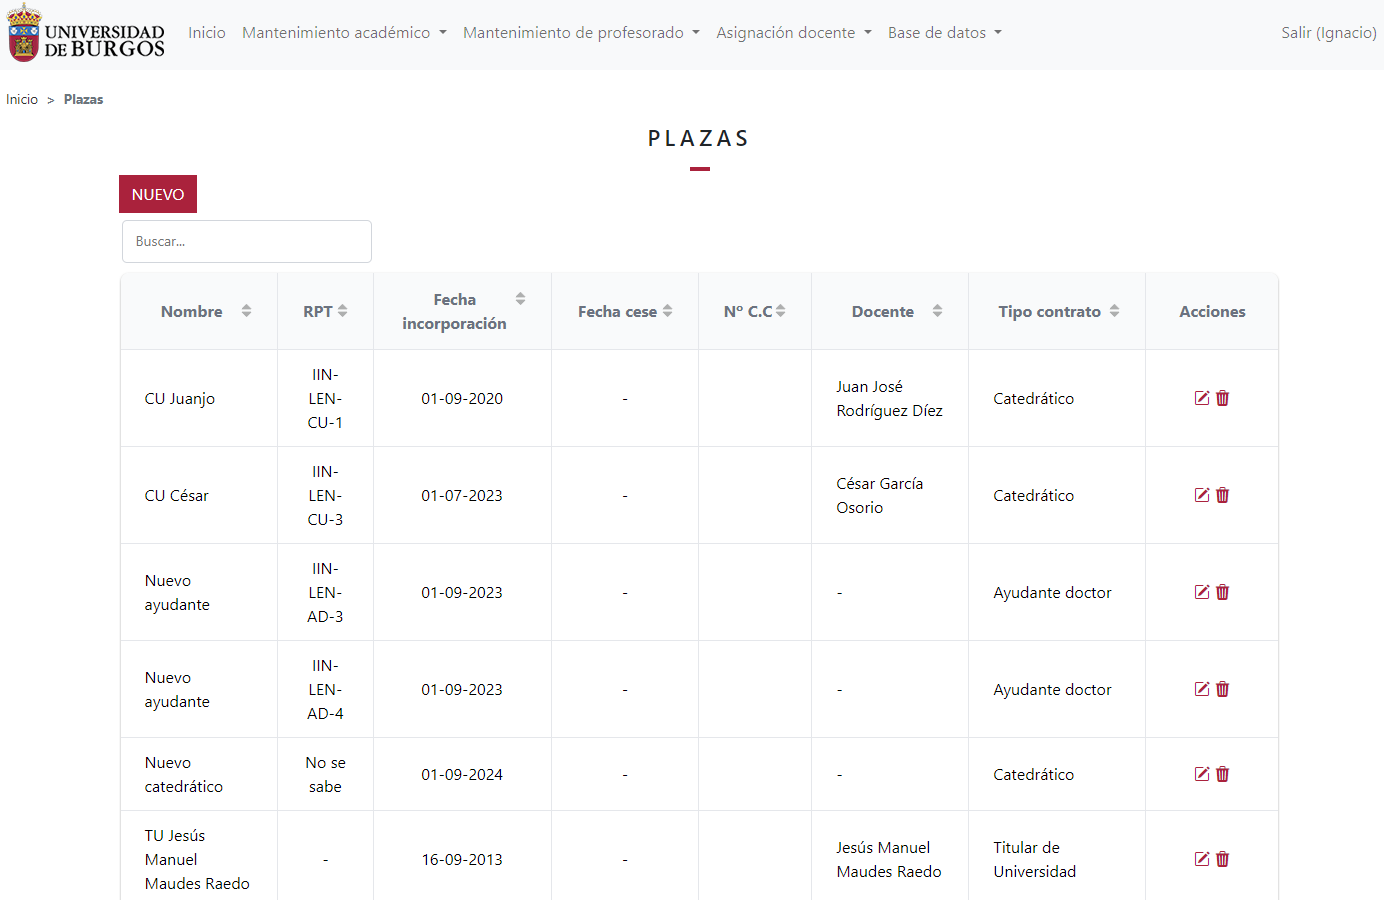 UNIVERSIDAD
DE BURGOS
Inicio Mantenimiento académico Mantenimiento de profesorado Asignación docente Base de datos Salir (Ignacio)
Inicio > Plazas
PLAZAS
NUEVO
Buscar...
Nombre RPT Fecha incorporación Fecha cese Nº C.C Docente Tipo contrato Acciones
CU Juanjo IIN-LEN-CU-1 01-09-2020 - Juan José Rodríguez Díez Catedrático
CU César IIN-LEN-CU-3 01-07-2023 - César García Osorio Catedrático
Nuevo ayudante IIN-LEN-AD-3 01-09-2023 - - Ayudante doctor
Nuevo ayudante IIN-LEN-AD-4 01-09-2023 - - Ayudante doctor
Nuevo catedrático No se sabe 01-09-2024 - - Catedrático
TU Jesús Manuel Maudes Raedo - 16-09-2013 - Jesús Manuel Maudes Raedo Titular de Universidad